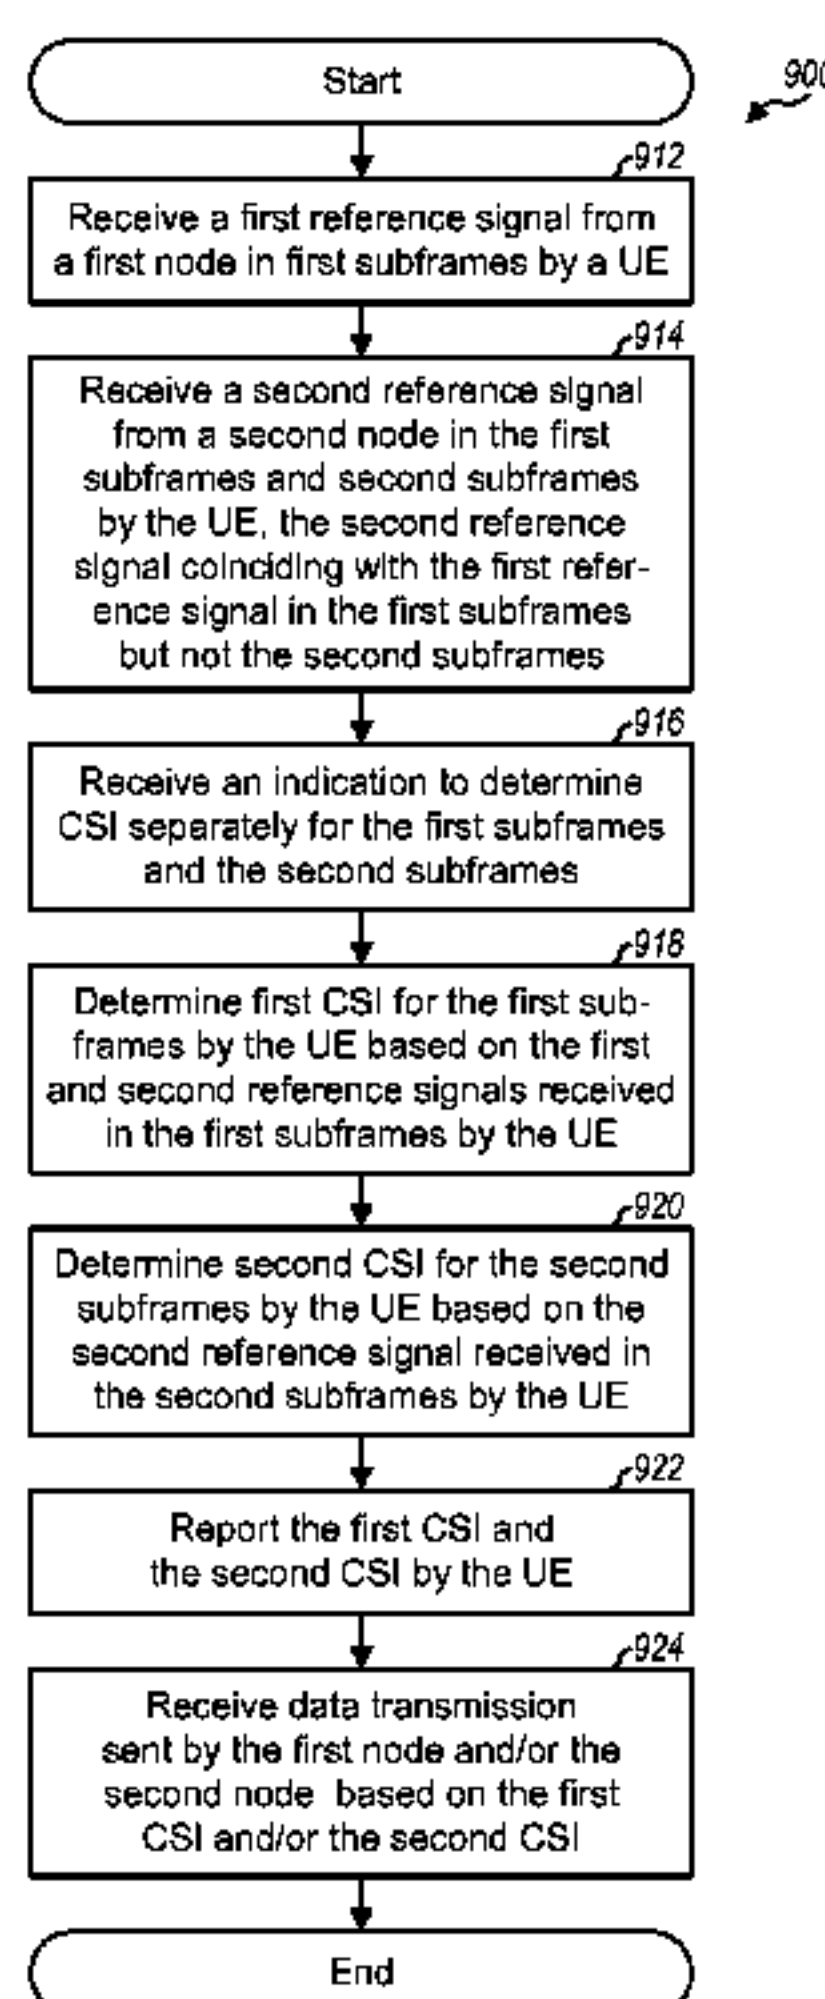 Start
900
912
Receive a first reference signal from
a first node in first subframes by a UE
914
Receive a second reference signal
from a second node in the first
subframes and second subframes
by the UE, the second reference
signal coinciding with the first refer-
ence signal in the first subframes
but not the second subframes
916
Receive an indication to determine
CSI separately for the first subframes
and the second subframes
918
Determine first CSI for the first sub-
frames by the UE based on the first
and second reference signals received
in the first subframes by the UE
920
Determine second CSI for the second
subframes by the UE based on the
second reference signal received in
the second subframes by the UE
922
Report the first CSI and
the second CSI by the UE
924
Receive data transmission
sent by the first node and/or the
second node based on the first
CSI and/or the second CSI
End